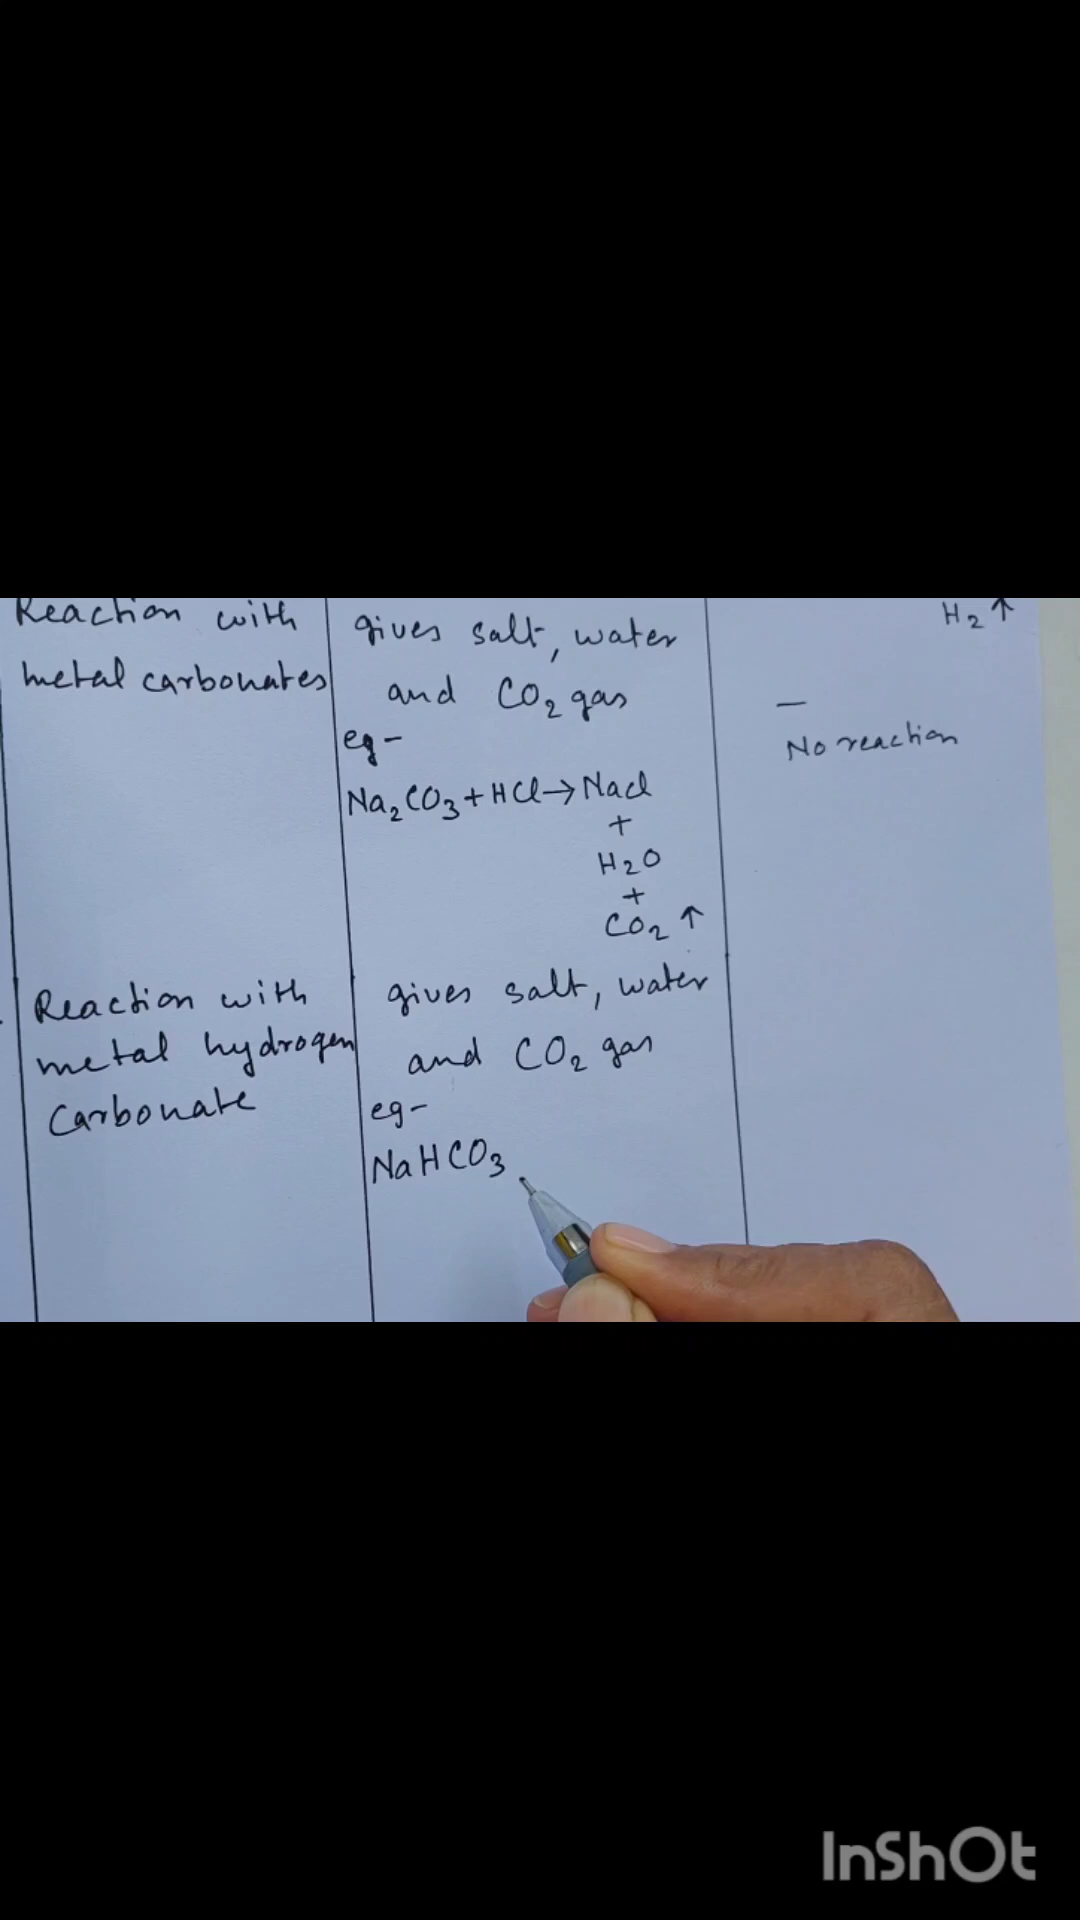 Reaction with
metal carbonates
gives salt, water
and CO2 gas
eg-
Na2CO3+HCl→Nacl
+
H2O
+
CO2 ↑
H2↑
—
No reaction
Reaction with
metal hydrogen
Carbonate
gives salt, water
and CO2 gas
eg-
NaHCO3
InShOt